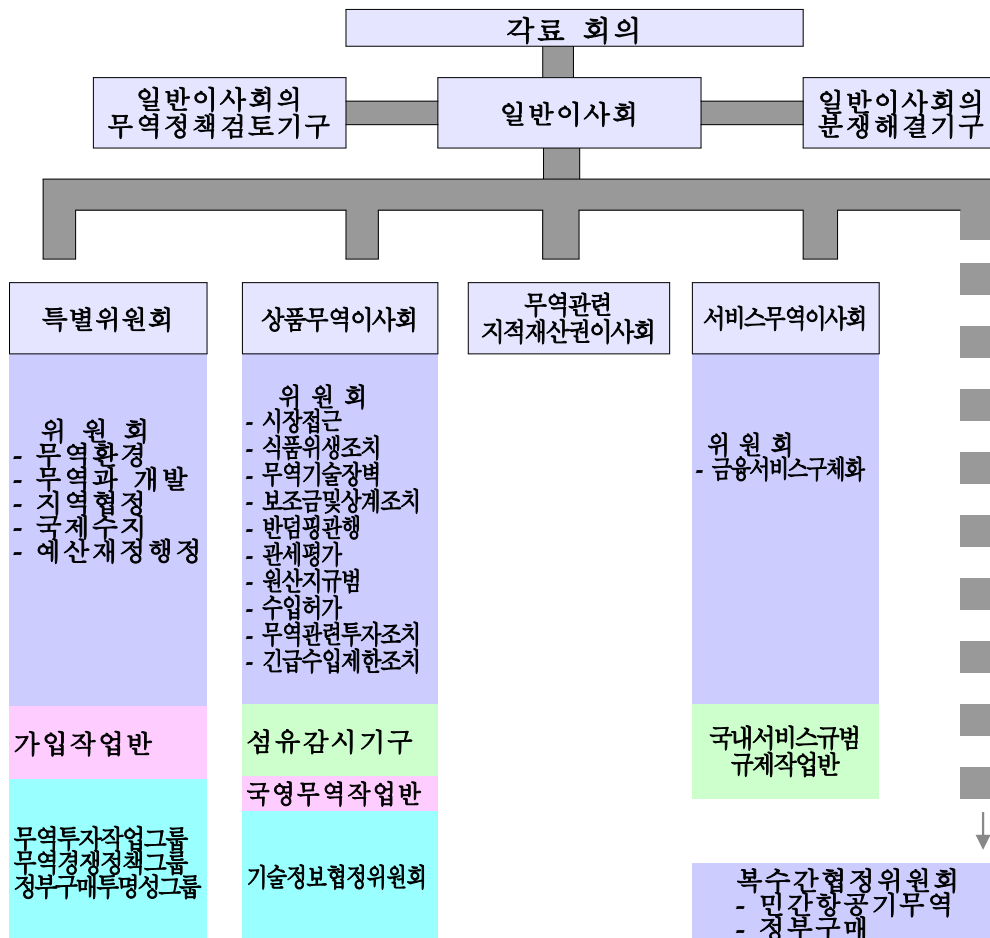 각료 회의
일반이사회의
무역정책검토기구
일반이사회
일반이사회의
분쟁해결기구
특별위원회
위 원 회
- 무역환경
- 무역과 개발
- 지역협정
- 국제수지
- 예산재정행정
가입작업반
무역투자작업그룹
무역경쟁정책그룹
정부구매투명성그룹
상품무역이사회
위 원 회
- 시장접근
- 식품위생조치
- 무역기술장벽
- 보조금및상계조치
- 반덤핑관행
- 관세평가
- 원산지규범
- 수입허가
- 무역관련투자조치
- 긴급수입제한조치
섬유감시기구
국영무역작업반
기술정보협정위원회
무역관련
지적재산권이사회
서비스무역이사회
위 원 회
- 금융서비스구체화
국내서비스규범
규제작업반
복수간협정위원회
- 민간항공기무역
- 정부구매